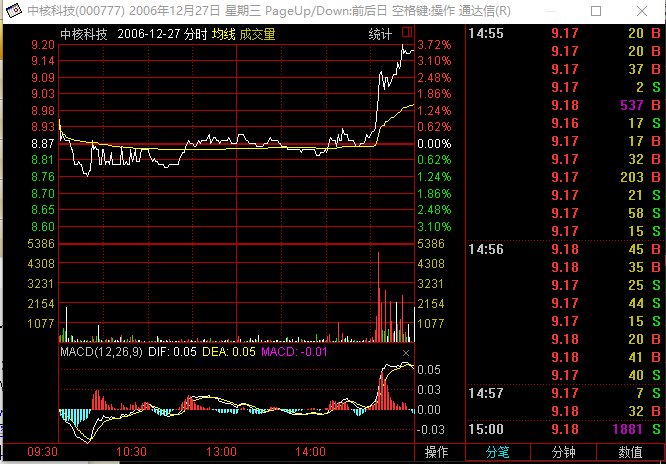 中核科技(000777) 2006年12月27日 星期三 PageUp/Down:前后日 空格键:操作 通达信(R)
中核科技 2006-12-27 分时 均线 成交量 统计
9.20 3.72%
9.14 3.10%
9.09 2.48%
9.03 1.86%
8.98 1.24%
8.93 0.62%
8.87 0.00%
8.81 0.62%
8.76 1.24%
8.70 1.86%
8.65 2.48%
8.60 3.10%
5386 5386
4308 4308
3231 3231
2154 2154
1077 1077
MACD(12,26,9) DIF: 0.05 DEA: 0.05 MACD: -0.01
0.05
0.03
0.00
-0.03
09:30 10:30 13:00 14:00 操作
14:55 9.17 20 B
9.17 20 B
9.17 37 B
9.17 2 S
9.18 537 B
9.16 17 S
9.17 17 B
9.17 32 B
9.17 203 B
9.17 21 S
9.17 58 S
9.17 15 S
14:56 9.18 45 B
9.18 35 B
9.17 25 S
9.17 44 S
9.17 15 S
9.18 20 B
9.18 41 B
9.17 40 S
14:57 9.17 7 S
9.18 32 B
15:00 9.18 1881 S
分笔 分钟 数值